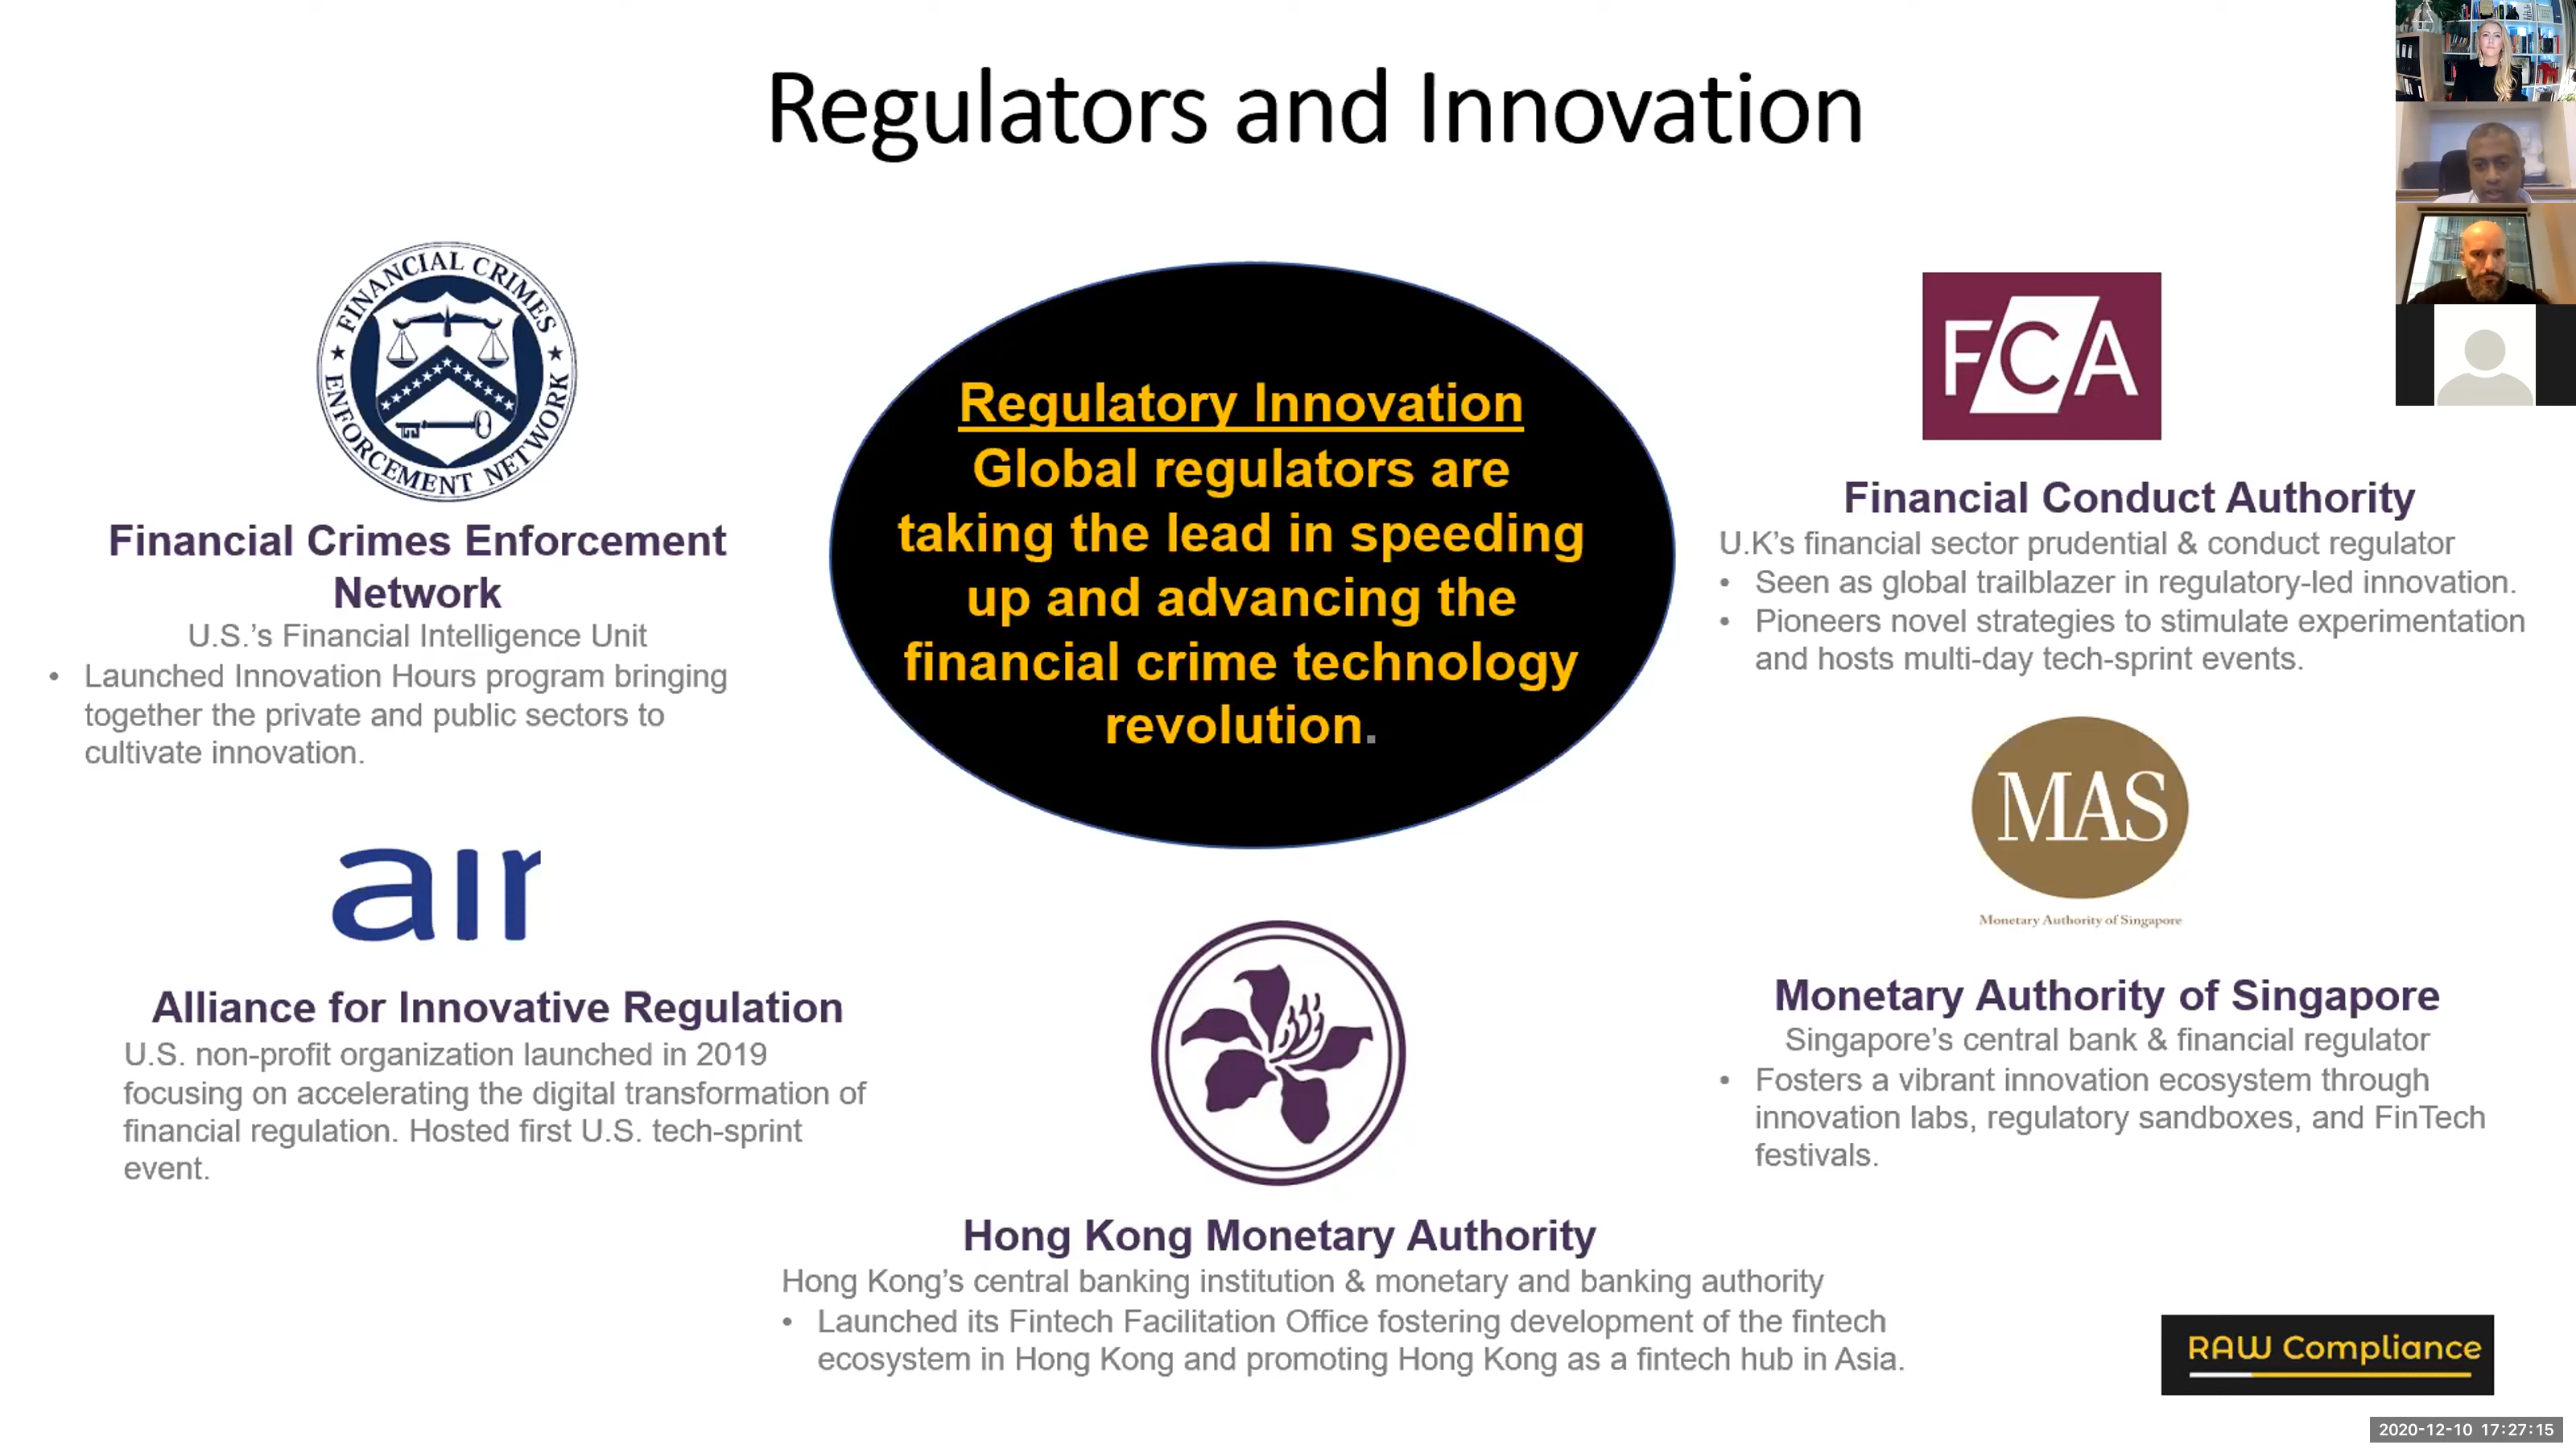 Regulators and Innovation
FINANCIAL CRIMES
ENFORCEMENT NETWORK
Financial Crimes Enforcement
Network
U.S.’s Financial Intelligence Unit
• Launched Innovation Hours program bringing
together the private and public sectors to
cultivate innovation.
air
Alliance for Innovative Regulation
U.S. non-profit organization launched in 2019
focusing on accelerating the digital transformation of
financial regulation. Hosted first U.S. tech-sprint
event.
Regulatory Innovation
Global regulators are
taking the lead in speeding
up and advancing the
financial crime technology
revolution.
Hong Kong Monetary Authority
Hong Kong’s central banking institution & monetary and banking authority
• Launched its Fintech Facilitation Office fostering development of the fintech
ecosystem in Hong Kong and promoting Hong Kong as a fintech hub in Asia.
FCA
Financial Conduct Authority
U.K’s financial sector prudential & conduct regulator
• Seen as global trailblazer in regulatory-led innovation.
• Pioneers novel strategies to stimulate experimentation
and hosts multi-day tech-sprint events.
MAS
Monetary Authority of Singapore
Monetary Authority of Singapore
Singapore’s central bank & financial regulator
• Fosters a vibrant innovation ecosystem through
innovation labs, regulatory sandboxes, and FinTech
festivals.
RAW Compliance
2020-12-10 17:27:15